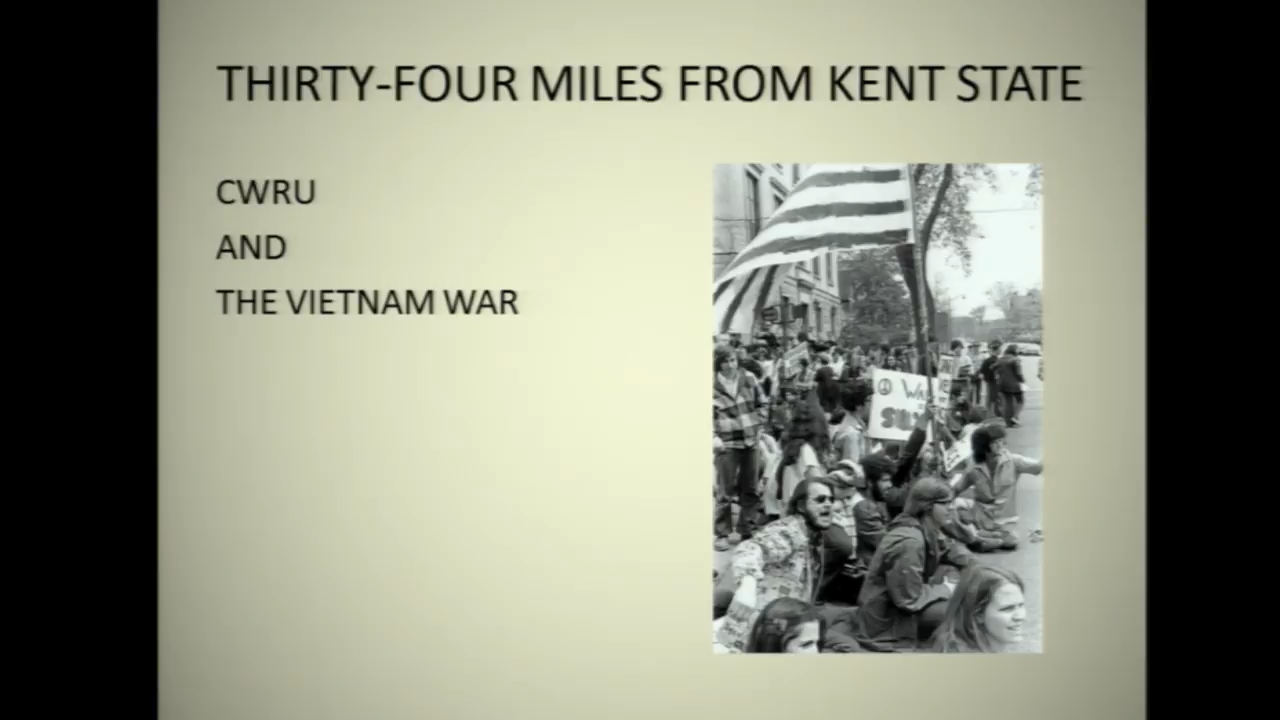 THIRTY-FOUR MILES FROM KENT STATE
CWRU
AND
THE VIETNAM WAR